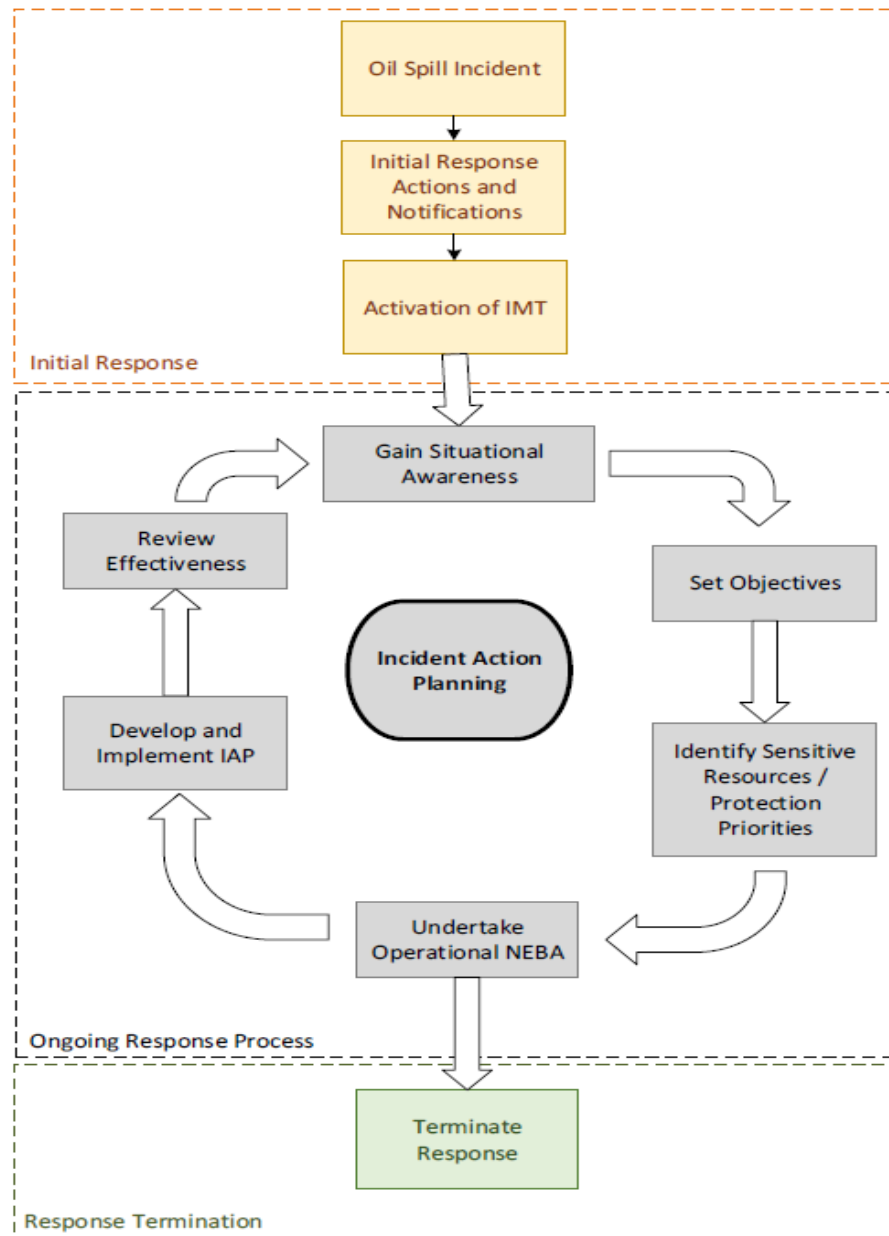 Oil Spill Incident
Initial Response
Actions and
Notifications
Activation of IMT
Initial Response
Gain Situational
Awareness
Review
Effectiveness
Set Objectives
Incident Action
Planning
Develop and
Implement IAP
Identify Sensitive
Resources /
Protection
Priorities
Undertake
Operational NEBA
Ongoing Response Process
Terminate
Response
Response Termination